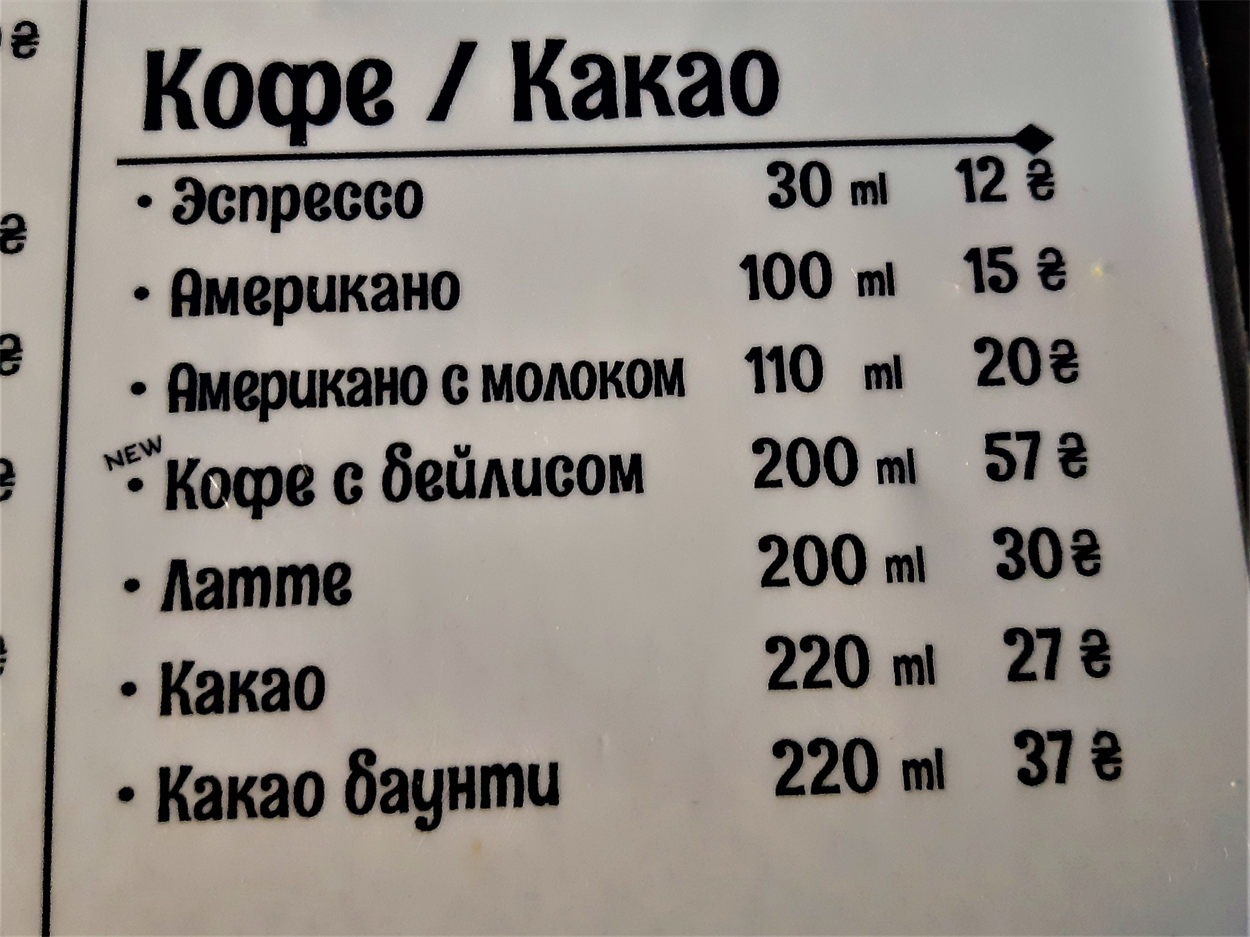 Кофе / Какао
• Эспрессо 30 ml 12 ₴
• Американо 100 ml 15 ₴
• Американо с молоком 110 ml 20 ₴
NEW
• Кофе с бейлисом 200 ml 57 ₴
• Латте 200 ml 30 ₴
• Какао 220 ml 27 ₴
• Какао баунти 220 ml 37 ₴